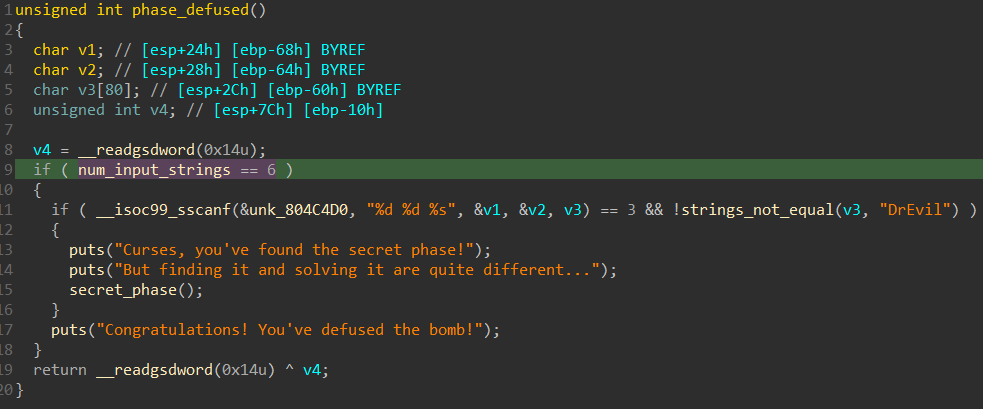 1 unsigned int phase_defused()
2 {
3 char v1; // [esp+24h] [ebp-68h] BYREF
4 char v2; // [esp+28h] [ebp-64h] BYREF
5 char v3[80]; // [esp+2Ch] [ebp-60h] BYREF
6 unsigned int v4; // [esp+7Ch] [ebp-10h]
7
8 v4 = __readgsdword(0x14u);
9 if ( num_input_strings == 6 )
10 {
11 if ( __isoc99_sscanf(&unk_804C4D0, "%d %d %s", &v1, &v2, v3) == 3 && !strings_not_equal(v3, "DrEvil") )
12 {
13 puts("Curses, you've found the secret phase!");
14 puts("But finding it and solving it are quite different...");
15 secret_phase();
16 }
17 puts("Congratulations! You've defused the bomb!");
18 }
19 return __readgsdword(0x14u) ^ v4;
20 }